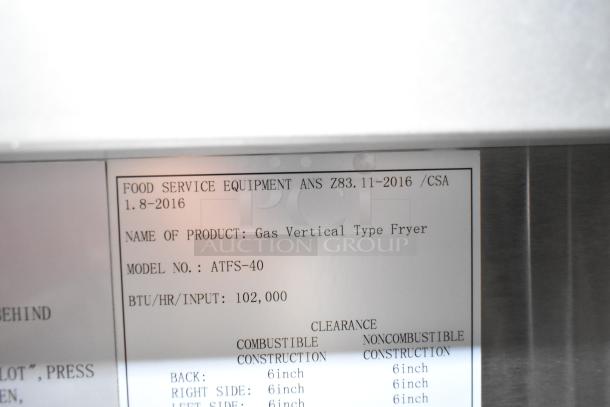 FOOD SERVICE EQUIPMENT ANS Z83.11-2016 /CSA
1.8-2016
NAME OF PRODUCT: Gas Vertical Type Fryer
MODEL NO.: ATFS-40
BTU/HR/INPUT: 102,000
CLEARANCE
COMBUSTIBLE NONCOMBUSTIBLE
CONSTRUCTION CONSTRUCTION
BACK: 6inch 6inch
RIGHT SIDE: 6inch 6inch
LEFT SIDE: 6inch 6inch
BEHIND
LOT", PRESS
EN,
PCI
AUCTION GROUP